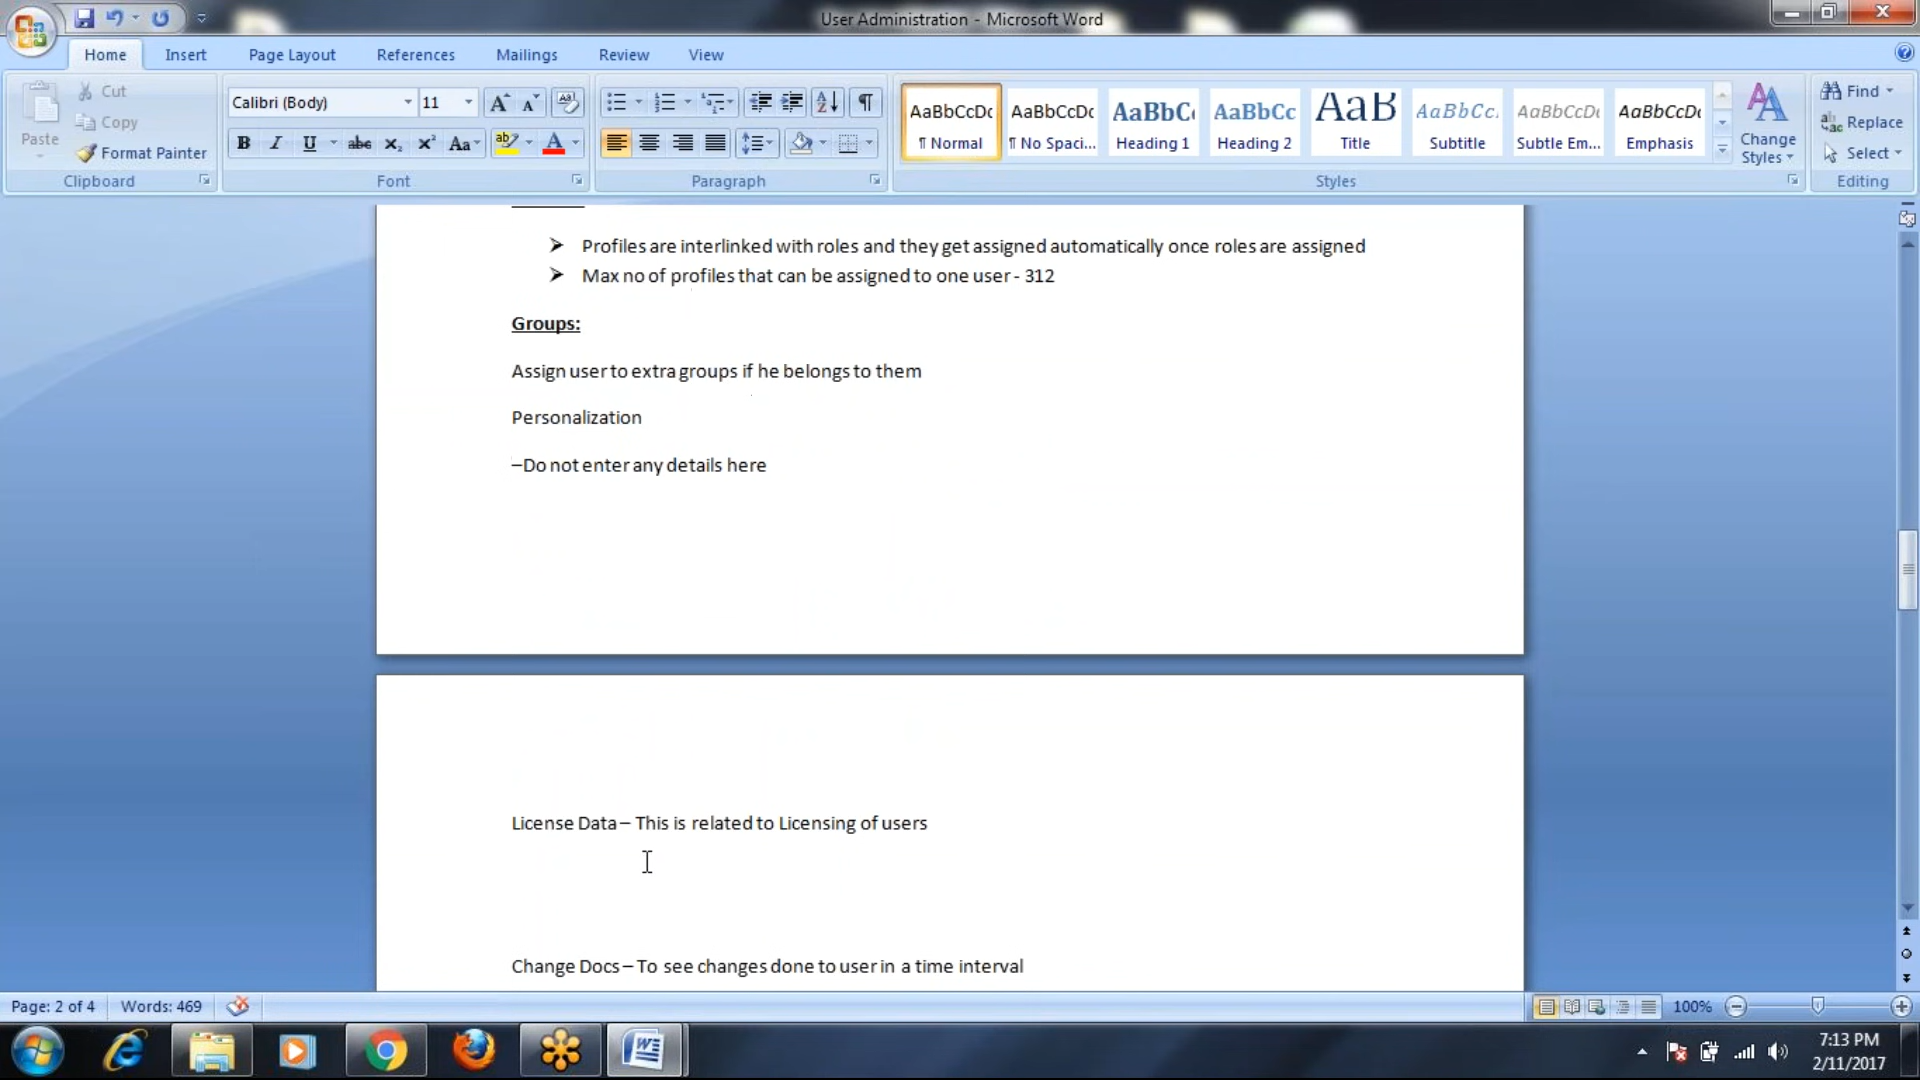 User Administration - Microsoft Word
Home Insert Page Layout References Mailings Review View
Paste
Cut
Copy
Format Painter
Clipboard
Calibri (Body) 11
Font
Paragraph
AaBbCcDc AaBbCcDc AaBbC AaBbCc AaB AaBbCc. AaBbCcDc AaBbCcDc
¶ Normal ¶ No Spaci... Heading 1 Heading 2 Title Subtitle Subtle Em... Emphasis
Change Styles
Styles
Find
Replace
Select
Editing
➢ Profiles are interlinked with roles and they get assigned automatically once roles are assigned
➢ Max no of profiles that can be assigned to one user - 312
Groups:
Assign user to extra groups if he belongs to them
Personalization
–Do not enter any details here
License Data – This is related to Licensing of users
Change Docs – To see changes done to user in a time interval
Page: 2 of 4 Words: 469
100%
7:13 PM
2/11/2017